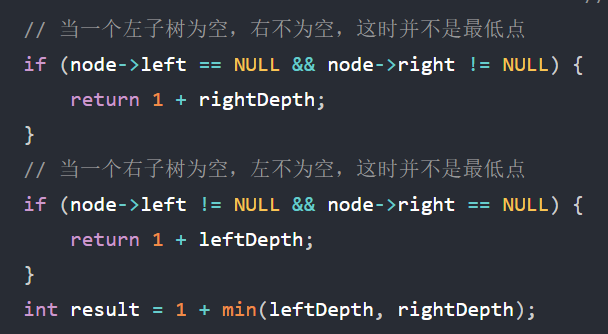 // 当一个左子树为空，右不为空，这时并不是最低点
if (node->left == NULL && node->right != NULL) {
    return 1 + rightDepth;
}
// 当一个右子树为空，左不为空，这时并不是最低点
if (node->left != NULL && node->right == NULL) {
    return 1 + leftDepth;
}
int result = 1 + min(leftDepth, rightDepth);